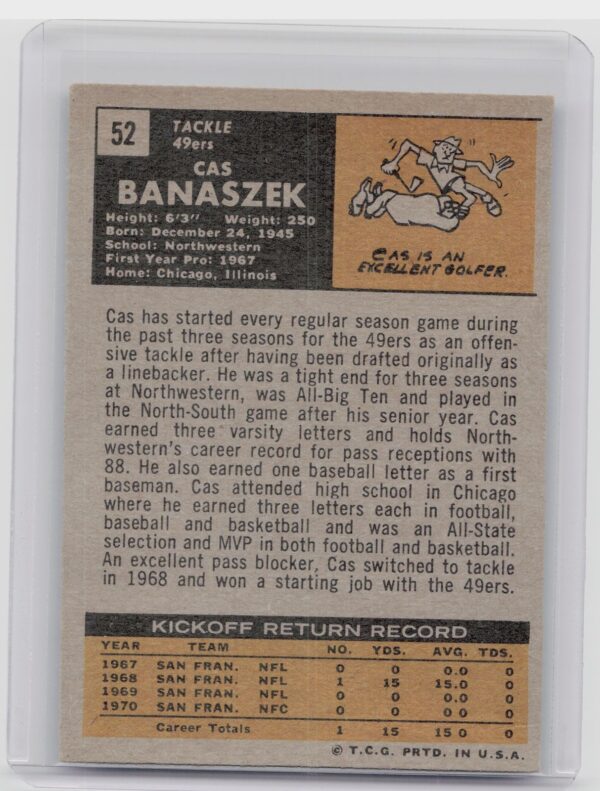 52
TACKLE
49ers
CAS
BANASZEK
Height: 6'3" Weight: 250
Born: December 24, 1945
School: Northwestern
First Year Pro: 1967
Home: Chicago, Illinois
CAS IS AN
EXCELLENT GOLFER.
Cas has started every regular season game during
the past three seasons for the 49ers as an offen-
sive tackle after having been drafted originally as
a linebacker. He was a tight end for three seasons
at Northwestern, was All-Big Ten and played in
the North-South game after his senior year. Cas
earned three varsity letters and holds North-
western's career record for pass receptions with
88. He also earned one baseball letter as a first
baseman. Cas attended high school in Chicago
where he earned three letters each in football,
baseball and basketball and was an All-State
selection and MVP in both football and basketball.
An excellent pass blocker, Cas switched to tackle
in 1968 and won a starting job with the 49ers.
KICKOFF RETURN RECORD
YEAR TEAM NO. YDS. AVG. TDS.
1967 SAN FRAN. NFL 0 0 0.0 0
1968 SAN FRAN. NFL 1 15 15.0 0
1969 SAN FRAN. NFL 0 0 0.0 0
1970 SAN FRAN. NFC 0 0 0 0 0
Career Totals 1 15 15 0 0
© T.C.G. PRTD. IN U.S.A.